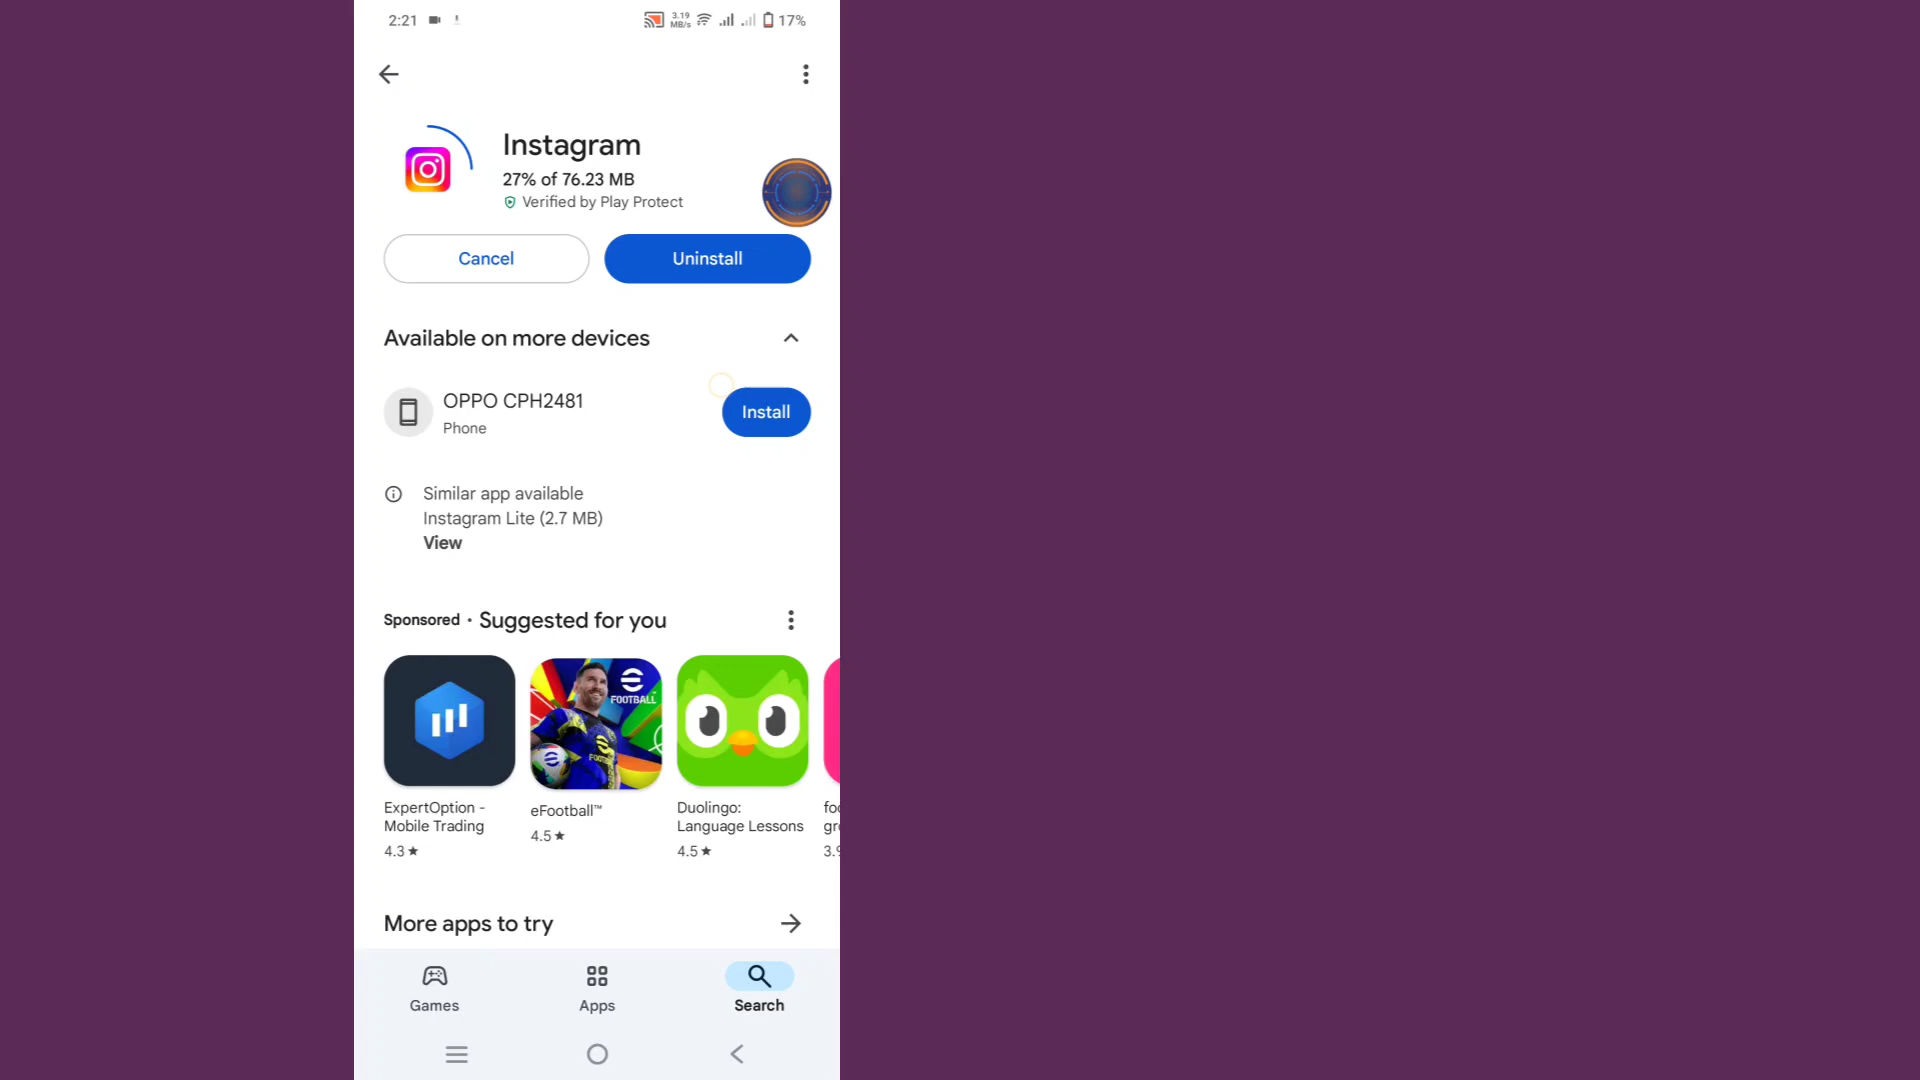 2:21
3.19
MB/s
17%
Instagram
27% of 76.23 MB
Verified by Play Protect
Cancel
Uninstall
Available on more devices
OPPO CPH2481
Phone
Install
Similar app available
Instagram Lite (2.7 MB)
View
Sponsored • Suggested for you
FOOTBALL
ExpertOption -
Mobile Trading
4.3 ★
eFootball™
4.5 ★
Duolingo:
Language Lessons
4.5 ★
More apps to try
Games
Apps
Search